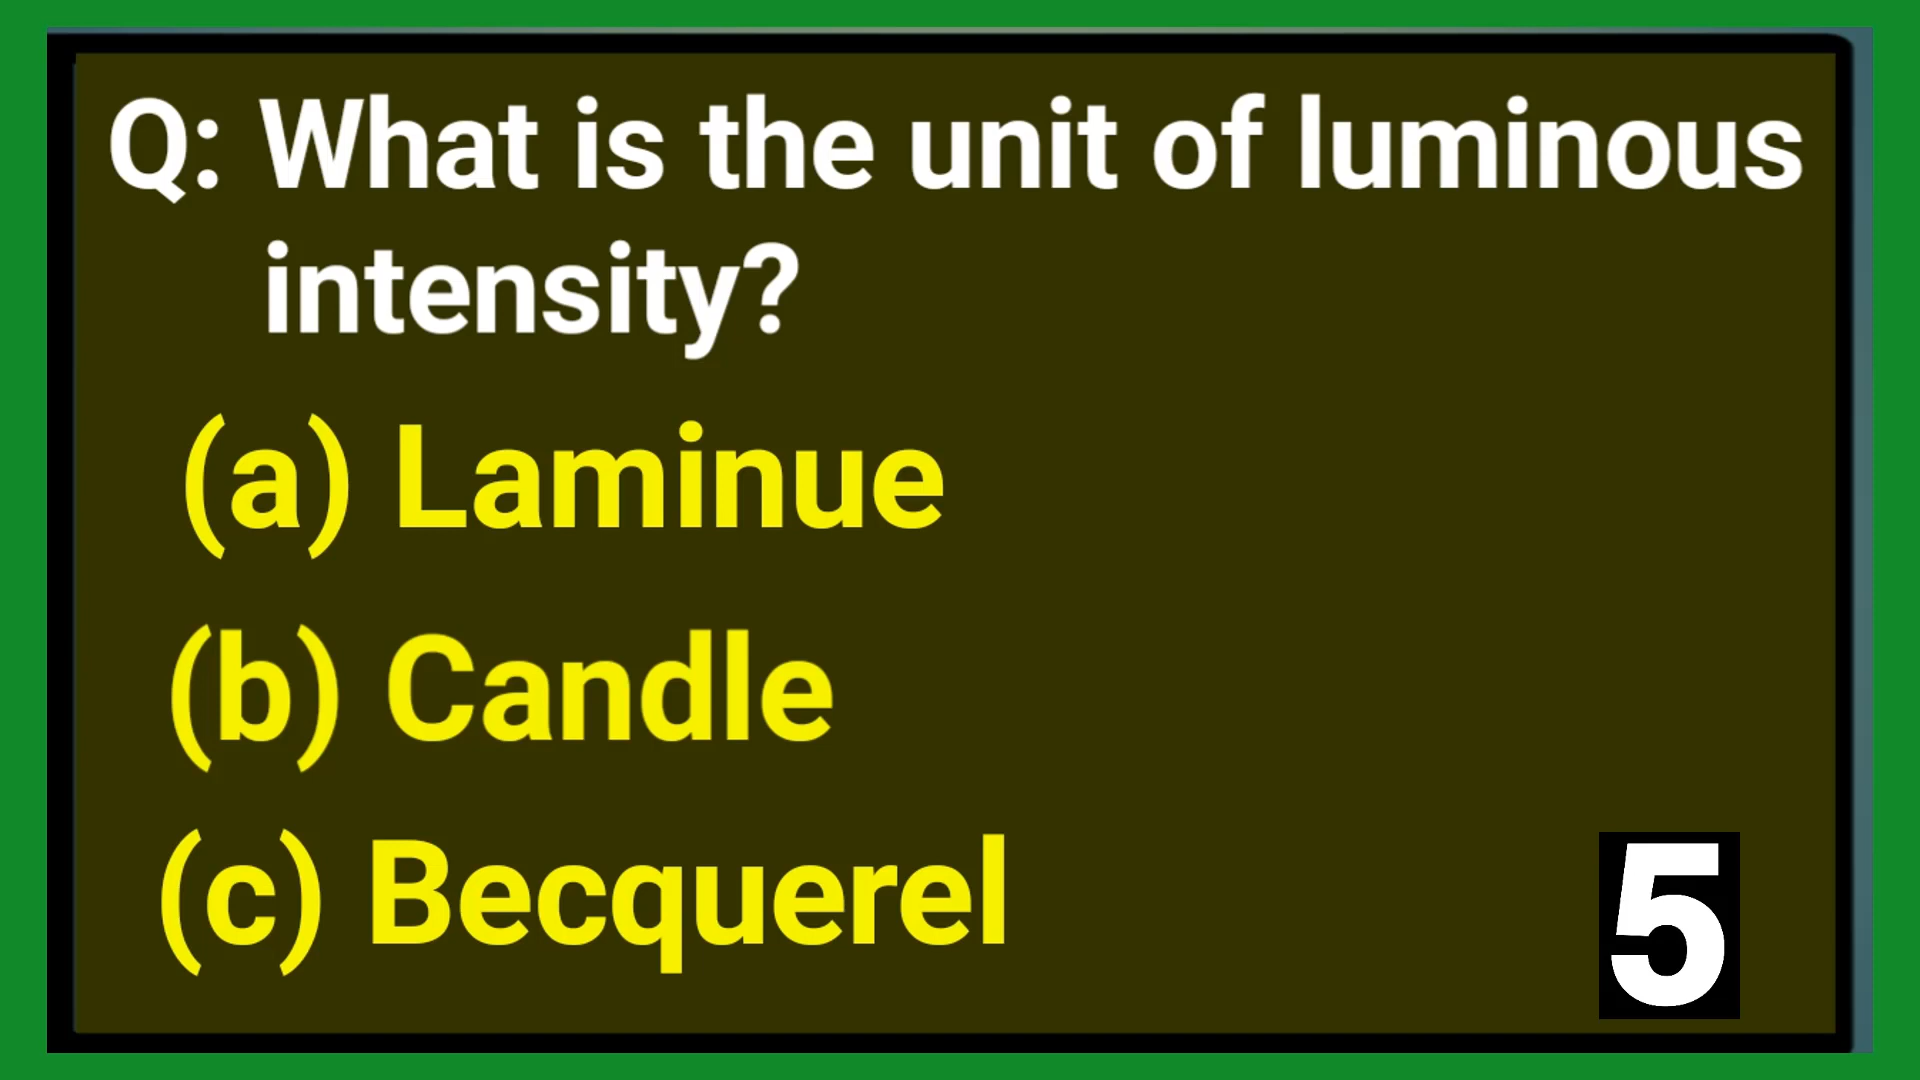 Q: What is the unit of luminous
intensity?
(a) Laminue
(b) Candle
(c) Becquerel
5